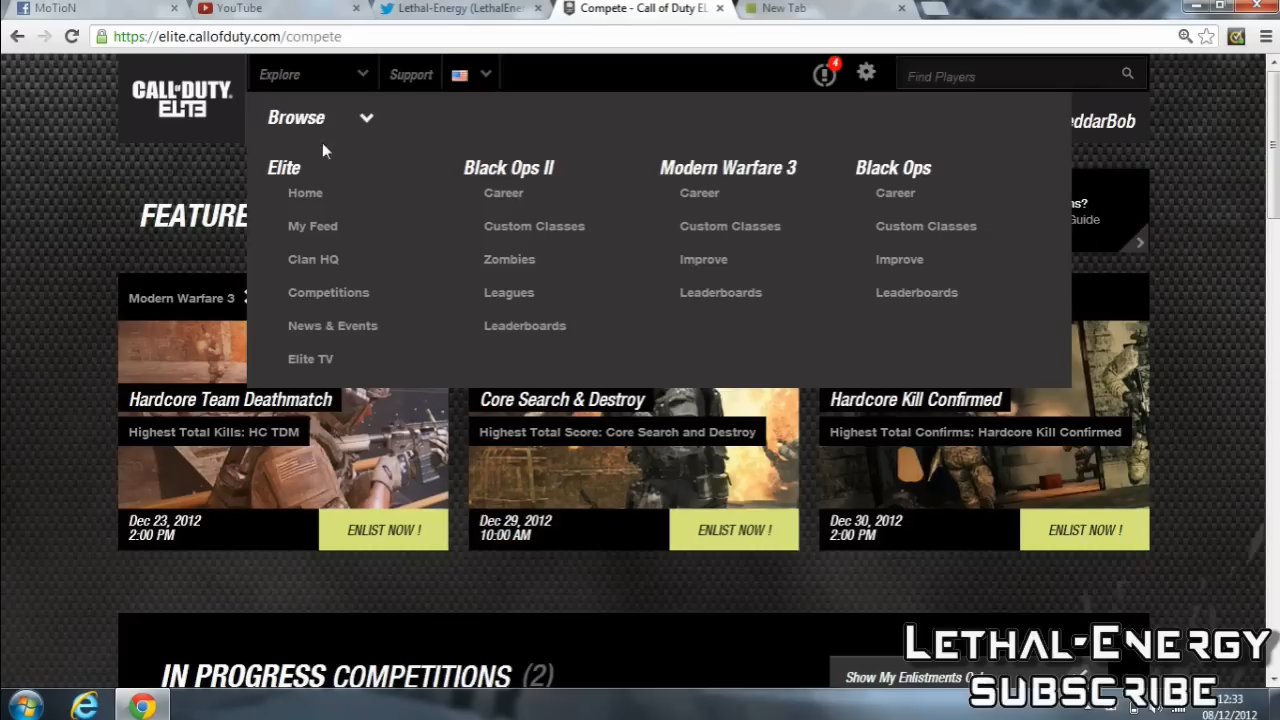 MoTioN
YouTube
Lethal-Energy (LethalEner
Compete - Call of Duty EL
New Tab
https://elite.callofduty.com/compete
CALL OF DUTY
ELITE
Explore
Support
4
Find Players
Browse
ddarBob
Elite
Home
My Feed
Clan HQ
Competitions
News & Events
Elite TV
Black Ops II
Career
Custom Classes
Zombies
Leagues
Leaderboards
Modern Warfare 3
Career
Custom Classes
Improve
Leaderboards
Black Ops
Career
Custom Classes
Improve
Leaderboards
FEATURE
ns?
Guide
Modern Warfare 3
Hardcore Team Deathmatch
Highest Total Kills: HC TDM
Dec 23, 2012
2:00 PM
ENLIST NOW !
Core Search & Destroy
Highest Total Score: Core Search and Destroy
Dec 29, 2012
10:00 AM
ENLIST NOW !
Hardcore Kill Confirmed
Highest Total Confirms: Hardcore Kill Confirmed
Dec 30, 2012
2:00 PM
ENLIST NOW !
IN PROGRESS COMPETITIONS (2)
Show My Enlistments
LETHAL-ENERGY
SUBSCRIBE
12:33
08/12/2012